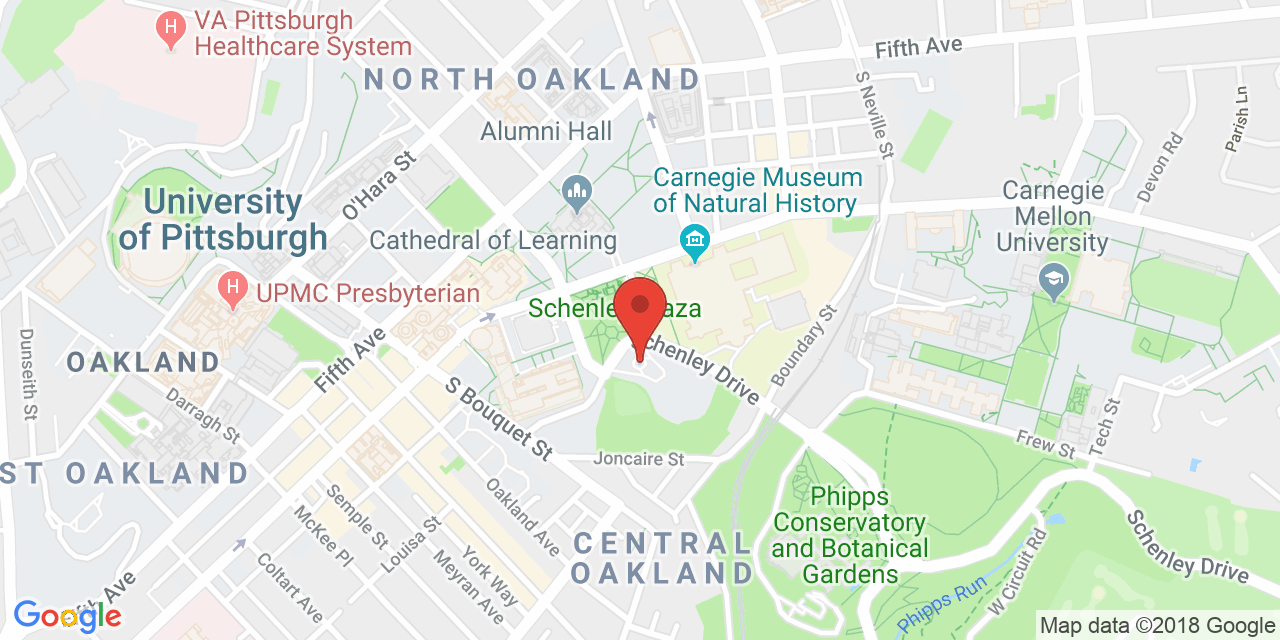 VA Pittsburgh
Healthcare System
Fifth Ave
NORTH OAKLAND
S Neville St
Parish Ln
Alumni Hall
O'Hara St
Devon Rd
Carnegie Museum
of Natural History
Carnegie
Mellon
University
University
of Pittsburgh
Cathedral of Learning
UPMC Presbyterian
Schenley
aza
Boundary St
Dunseith St
OAKLAND
Fifth Ave
Schenley Drive
Darragh St
S Bouquet St
Tech St
Frew St
Joncaire St
ST OAKLAND
Semple St
McKee Pl
Louisa St
Oakland Ave
Phipps
Conservatory
and Botanical
Gardens
Schenley Drive
CENTRAL
OAKLAND
Coltart Ave
Meyran Ave
York Way
Fifth Ave
Phipps Run
W Circuit Rd
Google
Map data ©2018 Google